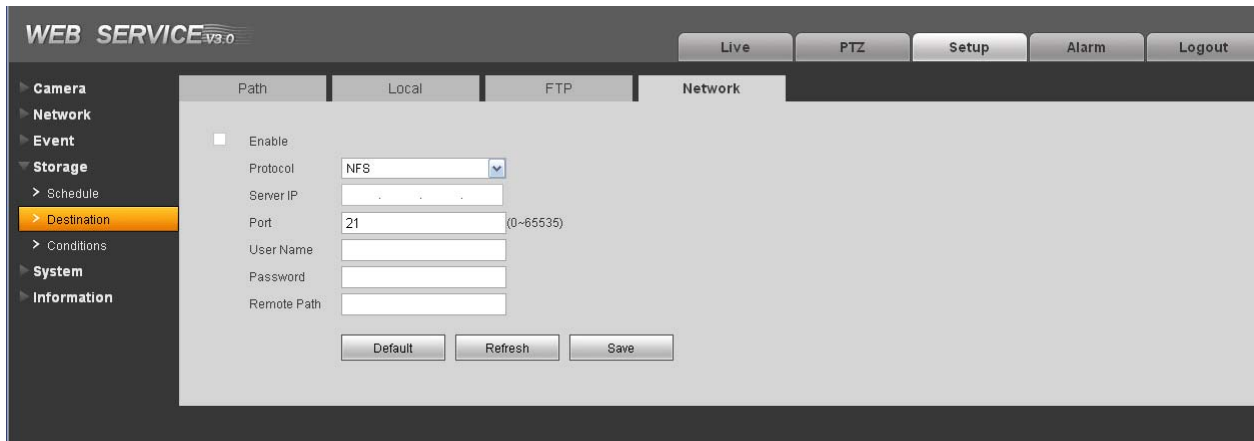 WEB SERVICE V3.0
Live PTZ Setup Alarm Logout
Camera
Network
Event
Storage
> Schedule
> Destination
> Conditions
System
Information
Path Local FTP Network
Enable
Protocol NFS
Server IP . . .
Port 21 (0~65535)
User Name
Password
Remote Path
Default Refresh Save